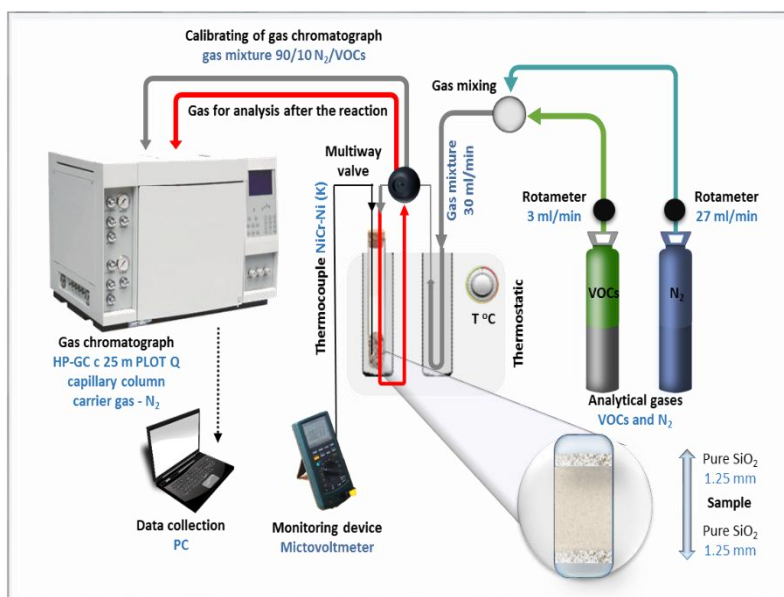 Calibrating of gas chromatograph
gas mixture 90/10 N₂/VOCs
Gas for analysis after the reaction
Multiway
valve
Gas mixing
Gas mixture
30 ml/min
Rotameter
3 ml/min
Rotameter
27 ml/min
Thermocouple NiCr-Ni (K)
T °C
Thermostatic
VOCs
N₂
Gas chromatograph
HP-GC c 25 m PLOT Q
capillary column
carrier gas - N₂
Analytical gases
VOCs and N₂
Data collection
PC
Monitoring device
Mictovoltmeter
Pure SiO₂
1.25 mm
Sample
Pure SiO₂
1.25 mm